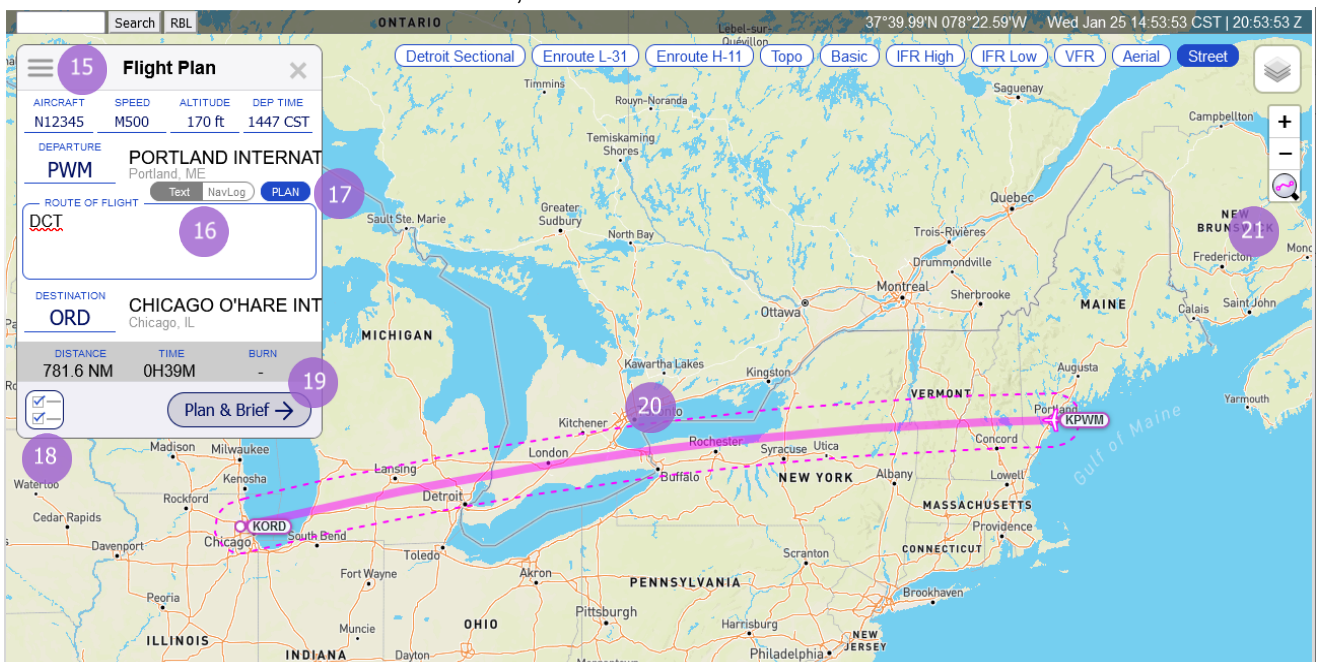 Search RBL
ONTARIO
37°39.99'N 078°22.59'W Wed Jan 25 14:53:53 CST | 20:53:53 Z
Lebel-sur-
Quévillon
Detroit Sectional Enroute L-31 Enroute H-11 Topo Basic IFR High IFR Low VFR Aerial Street
15 Flight Plan
AIRCRAFT SPEED ALTITUDE DEP TIME
N12345 M500 170 ft 1447 CST
DEPARTURE
PWM PORTLAND INTERNAT
Portland, ME
Text NavLog PLAN 17
ROUTE OF FLIGHT
DCT
16
DESTINATION
ORD CHICAGO O'HARE INT
Chicago, IL
DISTANCE TIME BURN
781.6 NM 0H39M -
19
Plan & Brief →
18
Timmins
Rouyn-Noranda
Saguenay
Campbellton
+
−
Temiskaming
Shores
Quebec
Sault Ste. Marie
Greater
Sudbury
North Bay
Trois-Rivières
NEW
21
Fredericton
Drummondville
Montreal
Sherbrooke
Ottawa
MAINE
Calais
Saint John
MICHIGAN
Kawartha Lakes
Kingston
Augusta
VERMONT
Yarmouth
20
Kitchener
Portland
KPWM
Gulf of Maine
Rochester
Syracuse
Utica
Concord
Madison
Milwaukee
London
Lansing
Buffalo
NEW YORK
Albany
Lowell
Waterloo
Kenosha
Rockford
Detroit
MASSACHUSETTS
Cedar Rapids
KORD
Providence
Davenport
Chicago
South Bend
Toledo
Scranton
CONNECTICUT
Fort Wayne
Akron
PENNSYLVANIA
Brookhaven
Peoria
Pittsburgh
Muncie
OHIO
Harrisburg
NEW
JERSEY
ILLINOIS
INDIANA
Dayton
Philadelphia